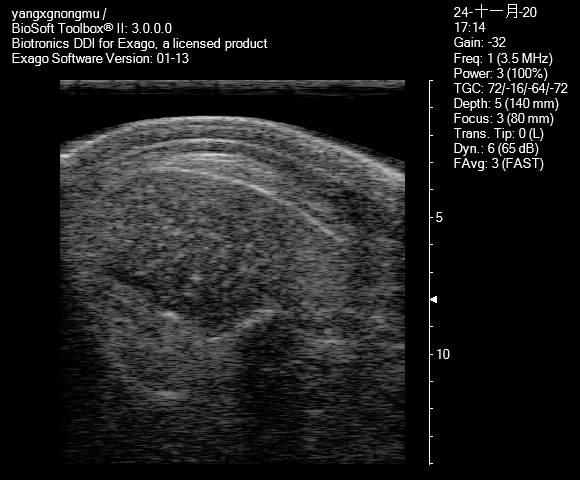 yangxgnongmu /
BioSoft Toolbox® II: 3.0.0.0
Biotronics DDI for Exago, a licensed product
Exago Software Version: 01-13
24-十一月-20
17:14
Gain: -32
Freq: 1 (3.5 MHz)
Power: 3 (100%)
TGC: 72/-16/-64/-72
Depth: 5 (140 mm)
Focus: 3 (80 mm)
Trans. Tip: 0 (L)
Dyn.: 6 (65 dB)
FAvg: 3 (FAST)
5
10